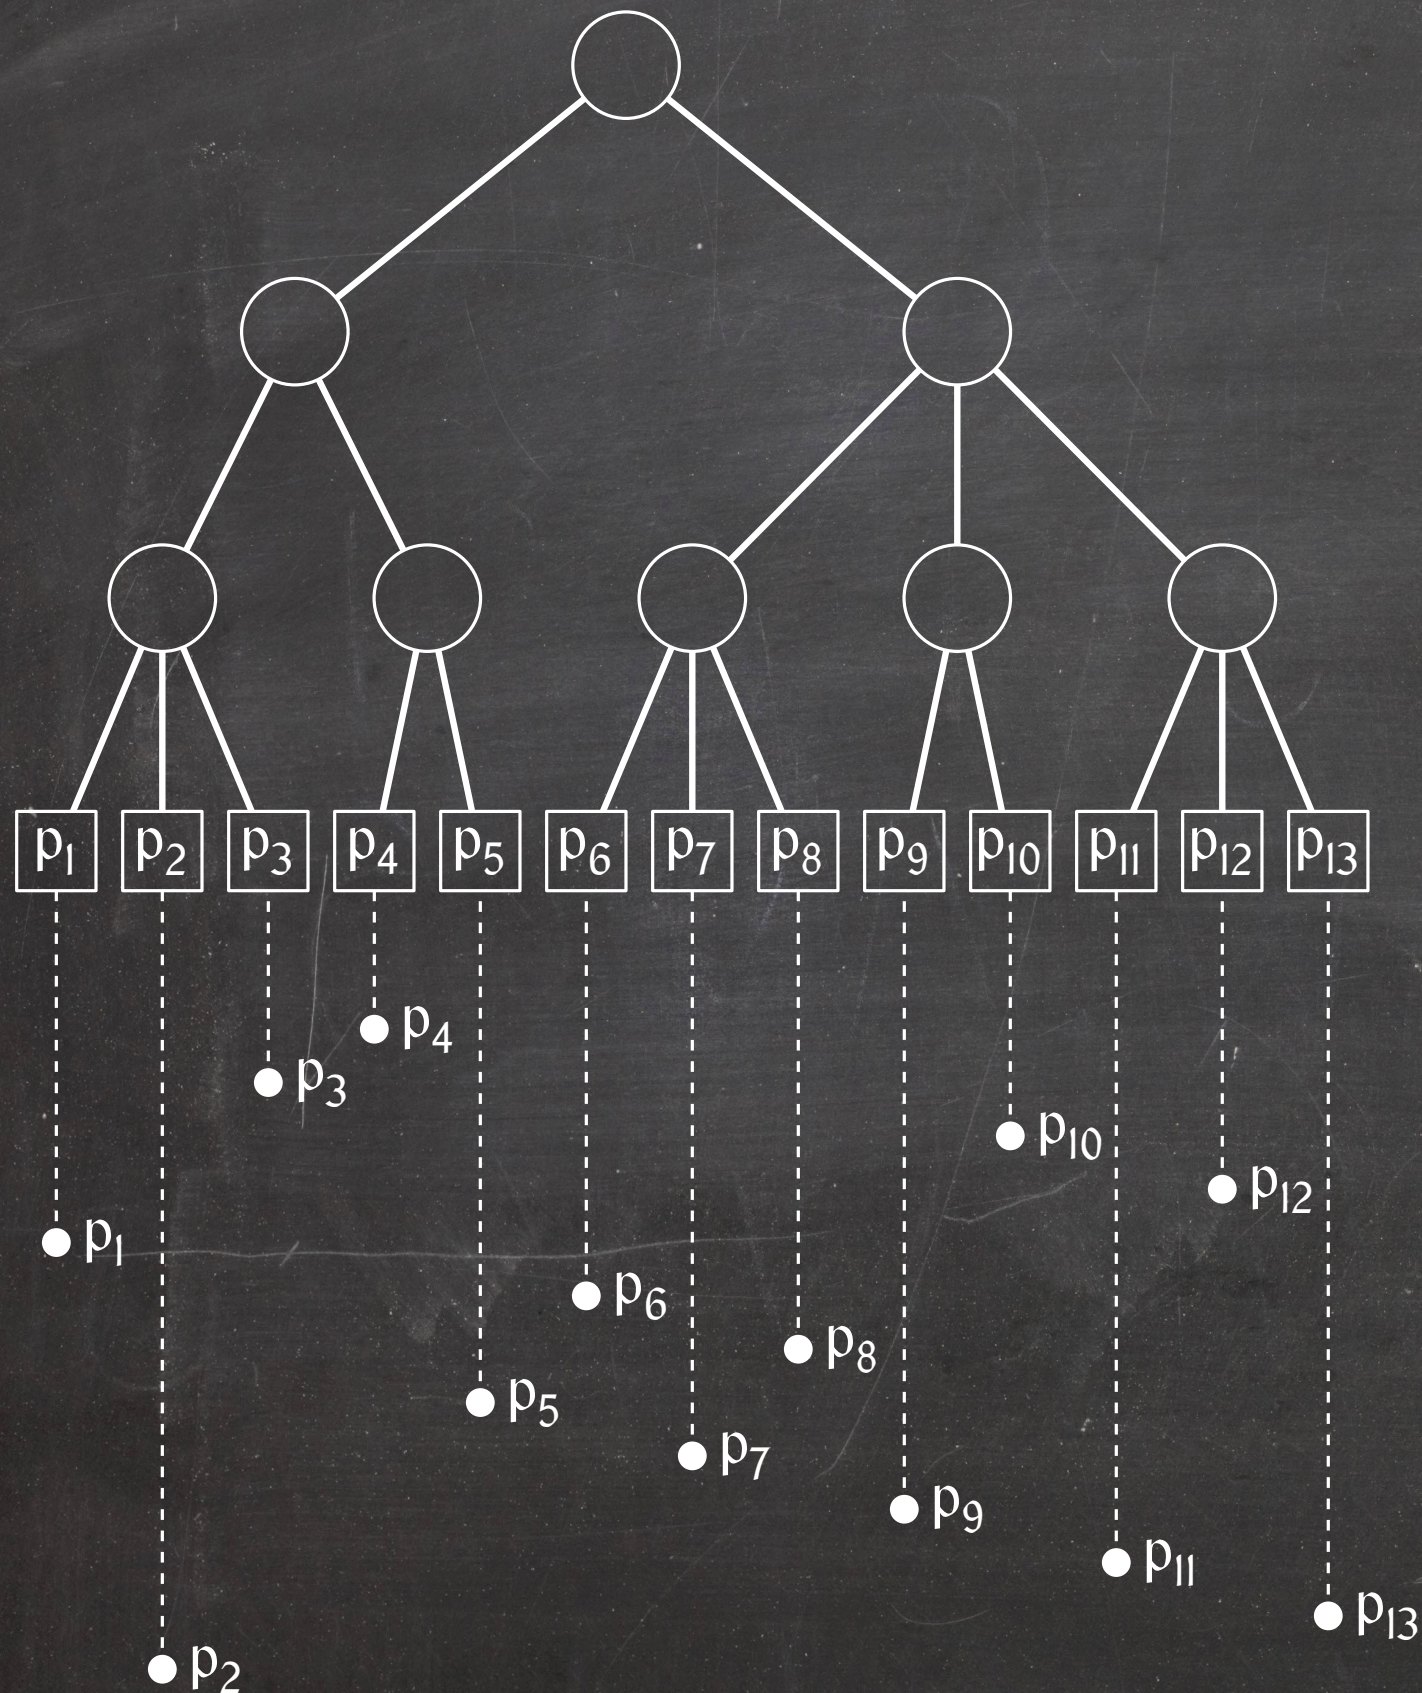 p₁ p₂ p₃ p₄ p₅ p₆ p₇ p₈ p₉ p₁₀ p₁₁ p₁₂ p₁₃
p₄
p₃
p₁₀
p₁₂
p₁
p₆
p₈
p₅
p₇
p₉
p₁₁
p₁₃
p₂